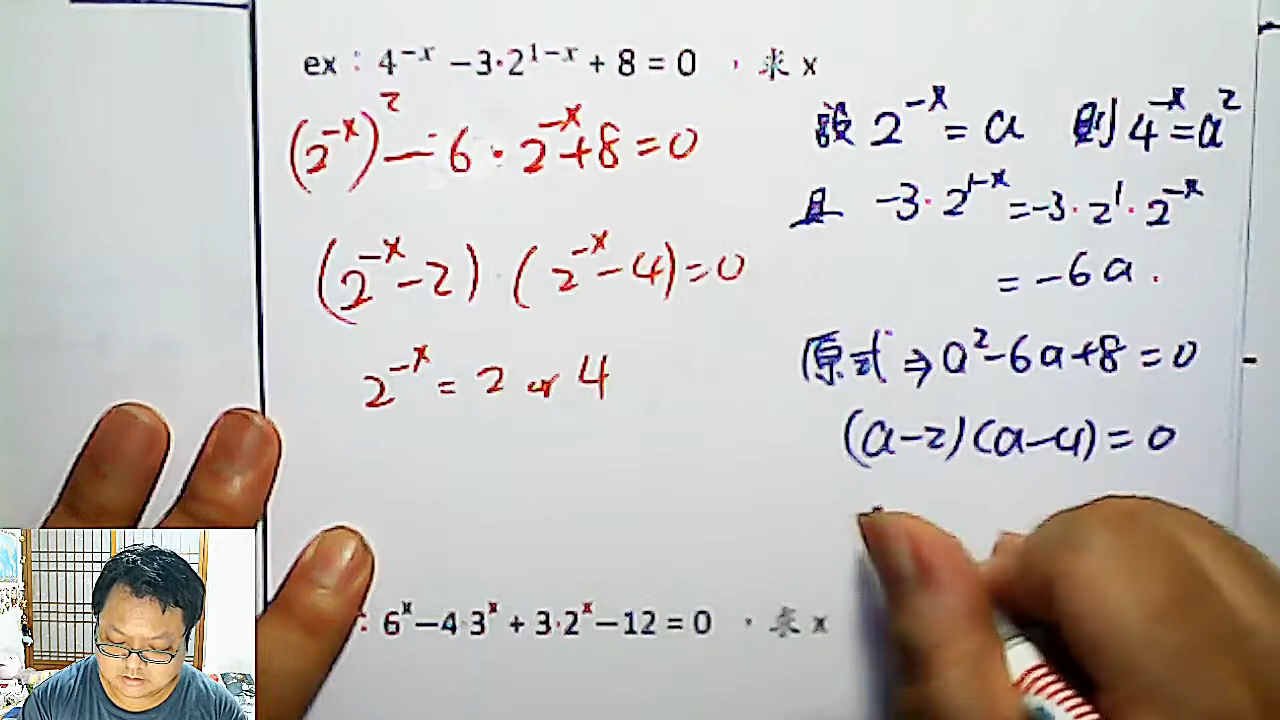 ex：4⁻ˣ －3·2¹⁻ˣ + 8 = 0 ，求 x
(2⁻ˣ)² － 6 · 2⁻ˣ + 8 = 0
(2⁻ˣ－2) · (2⁻ˣ－4) = 0
2⁻ˣ = 2 or 4
設 2⁻ˣ = a 則 4⁻ˣ = a²
且 －3·2¹⁻ˣ = －3·2¹·2⁻ˣ
= －6a .
原式 ⇒ a²－6a+8 = 0
(a－2)(a－4) = 0
: 6ˣ－4·3ˣ + 3·2ˣ－12 = 0 ，求 x